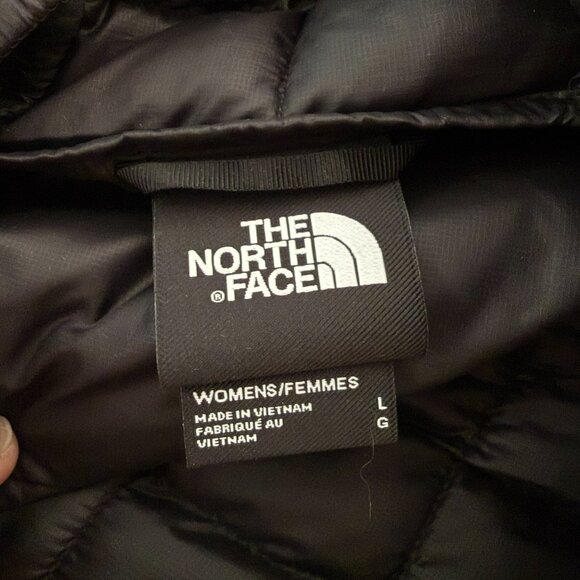 THE
NORTH
® FACE
WOMENS/FEMMES
MADE IN VIETNAM
FABRIQUÉ AU
VIETNAM
L
G